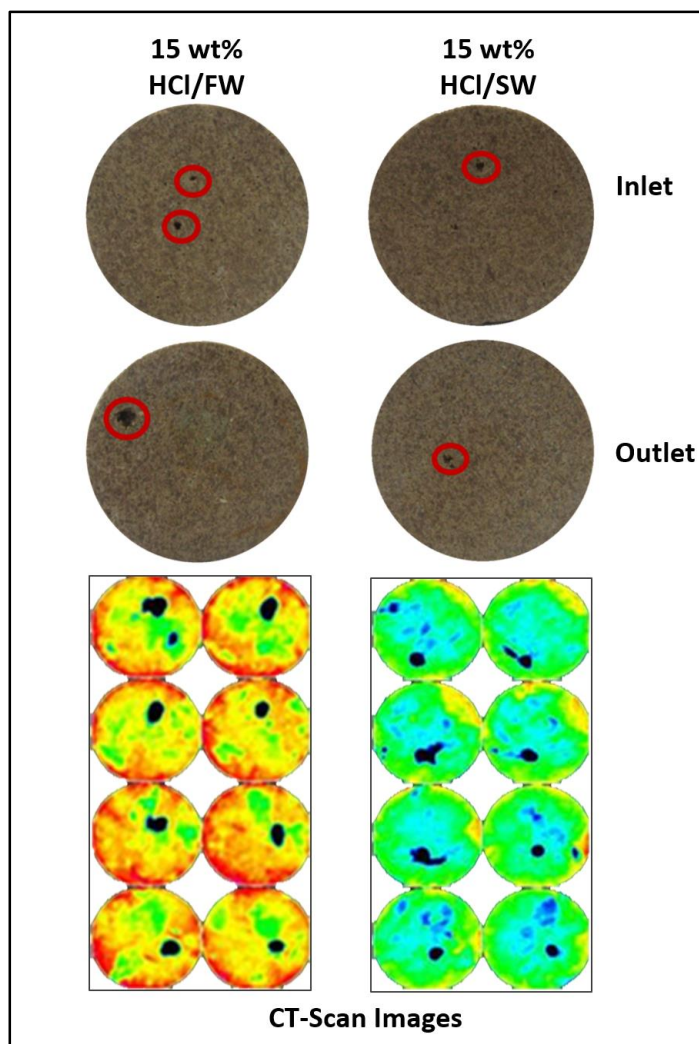 15 wt%
HCl/FW
15 wt%
HCl/SW
Inlet
Outlet
CT-Scan Images